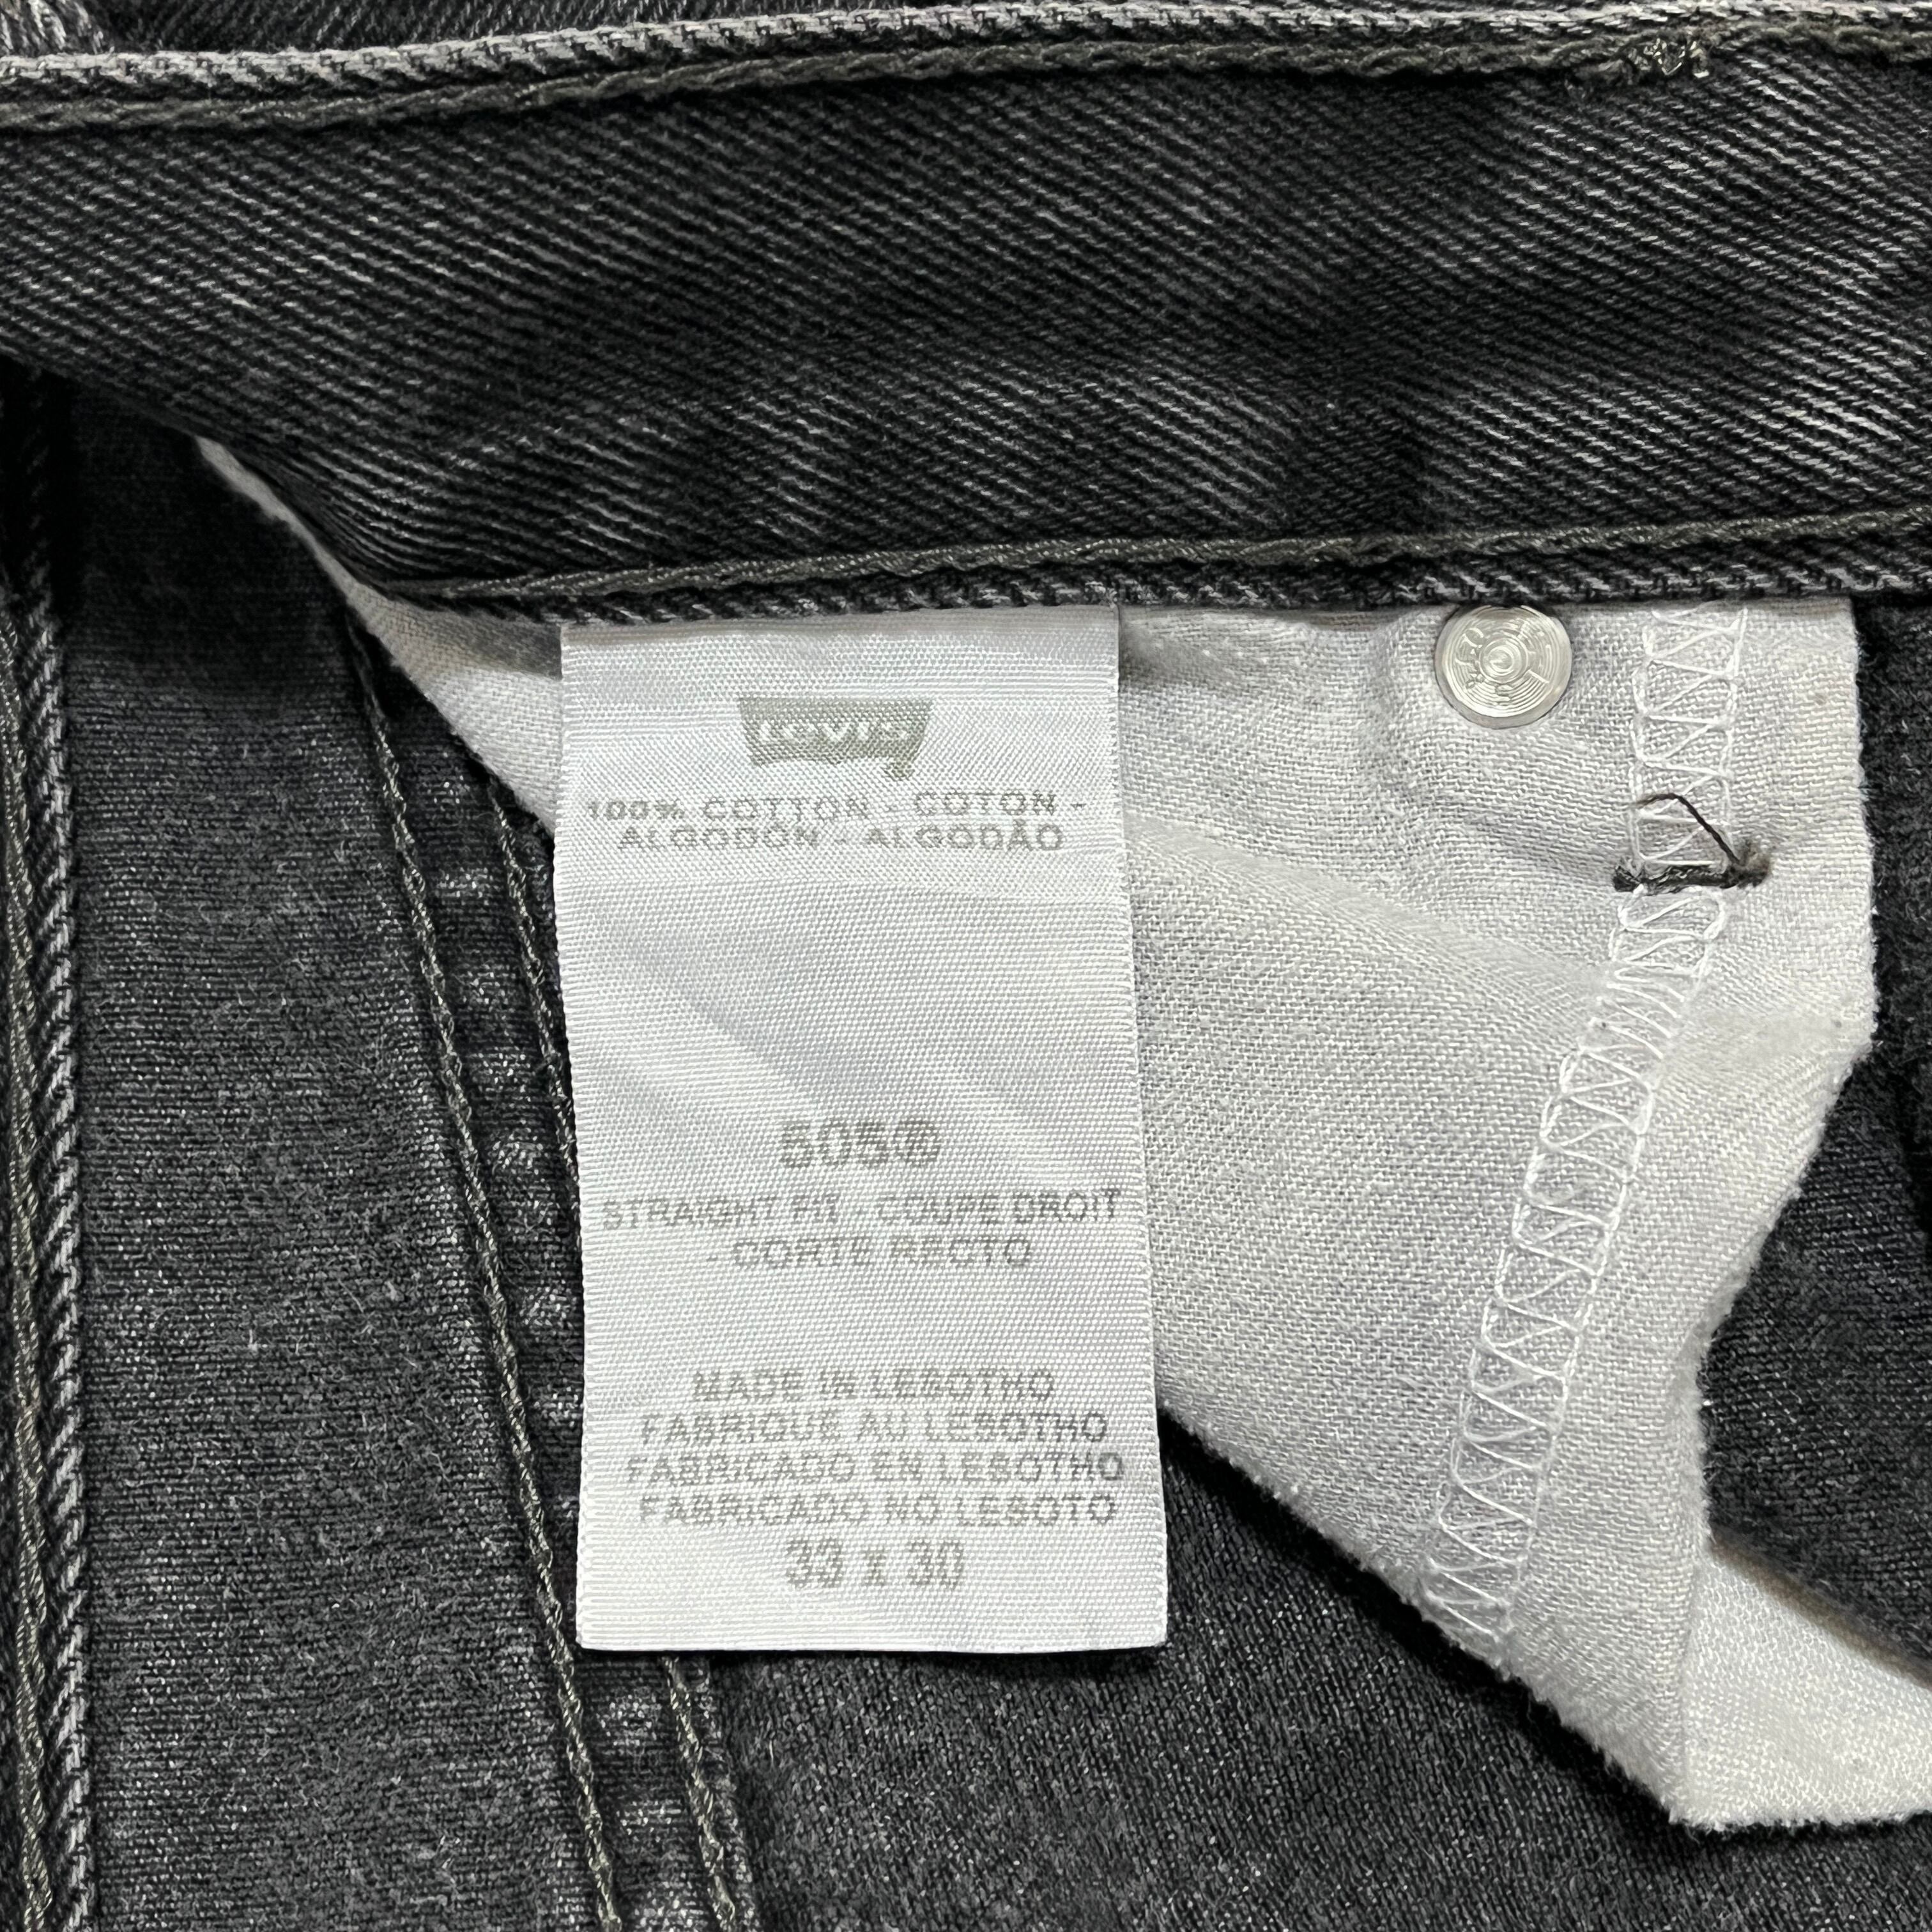 Levi's
100% COTTON - COTON -
ALGODÓN - ALGODÃO
505®
STRAIGHT FIT - COUPE DROIT
- CORTE RECTO
MADE IN LESOTHO
FABRIQUÉ AU LESOTHO
FABRICADO EN LESOTHO
FABRICADO NO LESOTO
33 x 30